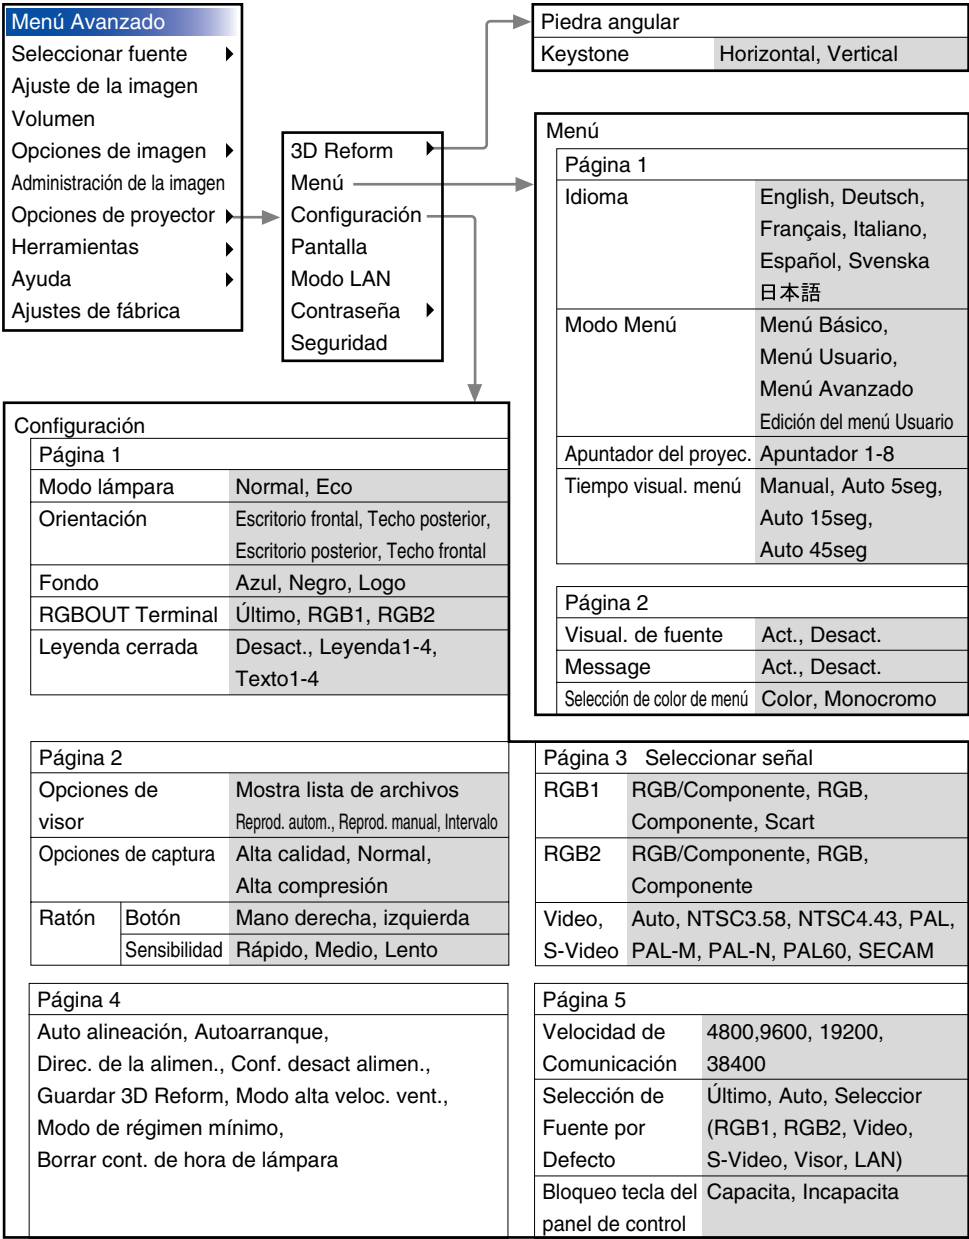 Menú Avanzado
Seleccionar fuente
Ajuste de la imagen
Volumen
Opciones de imagen
Administración de la imagen
Opciones de proyector
Herramientas
Ayuda
Ajustes de fábrica
3D Reform
Menú
Configuración
Pantalla
Modo LAN
Contraseña
Seguridad
Piedra angular
Keystone Horizontal, Vertical
Menú
Página 1
Idioma English, Deutsch,
Français, Italiano,
Español, Svenska
日本語
Modo Menú Menú Básico,
Menú Usuario,
Menú Avanzado
Edición del menú Usuario
Apuntador del proyec. Apuntador 1-8
Tiempo visual. menú Manual, Auto 5seg,
Auto 15seg,
Auto 45seg
Página 2
Visual. de fuente Act., Desact.
Message Act., Desact.
Selección de color de menú Color, Monocromo
Configuración
Página 1
Modo lámpara Normal, Eco
Orientación Escritorio frontal, Techo posterior,
Escritorio posterior, Techo frontal
Fondo Azul, Negro, Logo
RGBOUT Terminal Último, RGB1, RGB2
Leyenda cerrada Desact., Leyenda1-4,
Texto1-4
Página 2
Opciones de Mostra lista de archivos
visor Reprod. autom., Reprod. manual, Intervalo
Opciones de captura Alta calidad, Normal,
Alta compresión
Ratón Botón Mano derecha, izquierda
Sensibilidad Rápido, Medio, Lento
Página 3 Seleccionar señal
RGB1 RGB/Componente, RGB,
Componente, Scart
RGB2 RGB/Componente, RGB,
Componente
Video, Auto, NTSC3.58, NTSC4.43, PAL,
S-Video PAL-M, PAL-N, PAL60, SECAM
Página 4
Auto alineación, Autoarranque,
Direc. de la alimen., Conf. desact alimen.,
Guardar 3D Reform, Modo alta veloc. vent.,
Modo de régimen mínimo,
Borrar cont. de hora de lámpara
Página 5
Velocidad de 4800,9600, 19200,
Comunicación 38400
Selección de Último, Auto, Seleccior
Fuente por (RGB1, RGB2, Video,
Defecto S-Video, Visor, LAN)
Bloqueo tecla del Capacita, Incapacita
panel de control